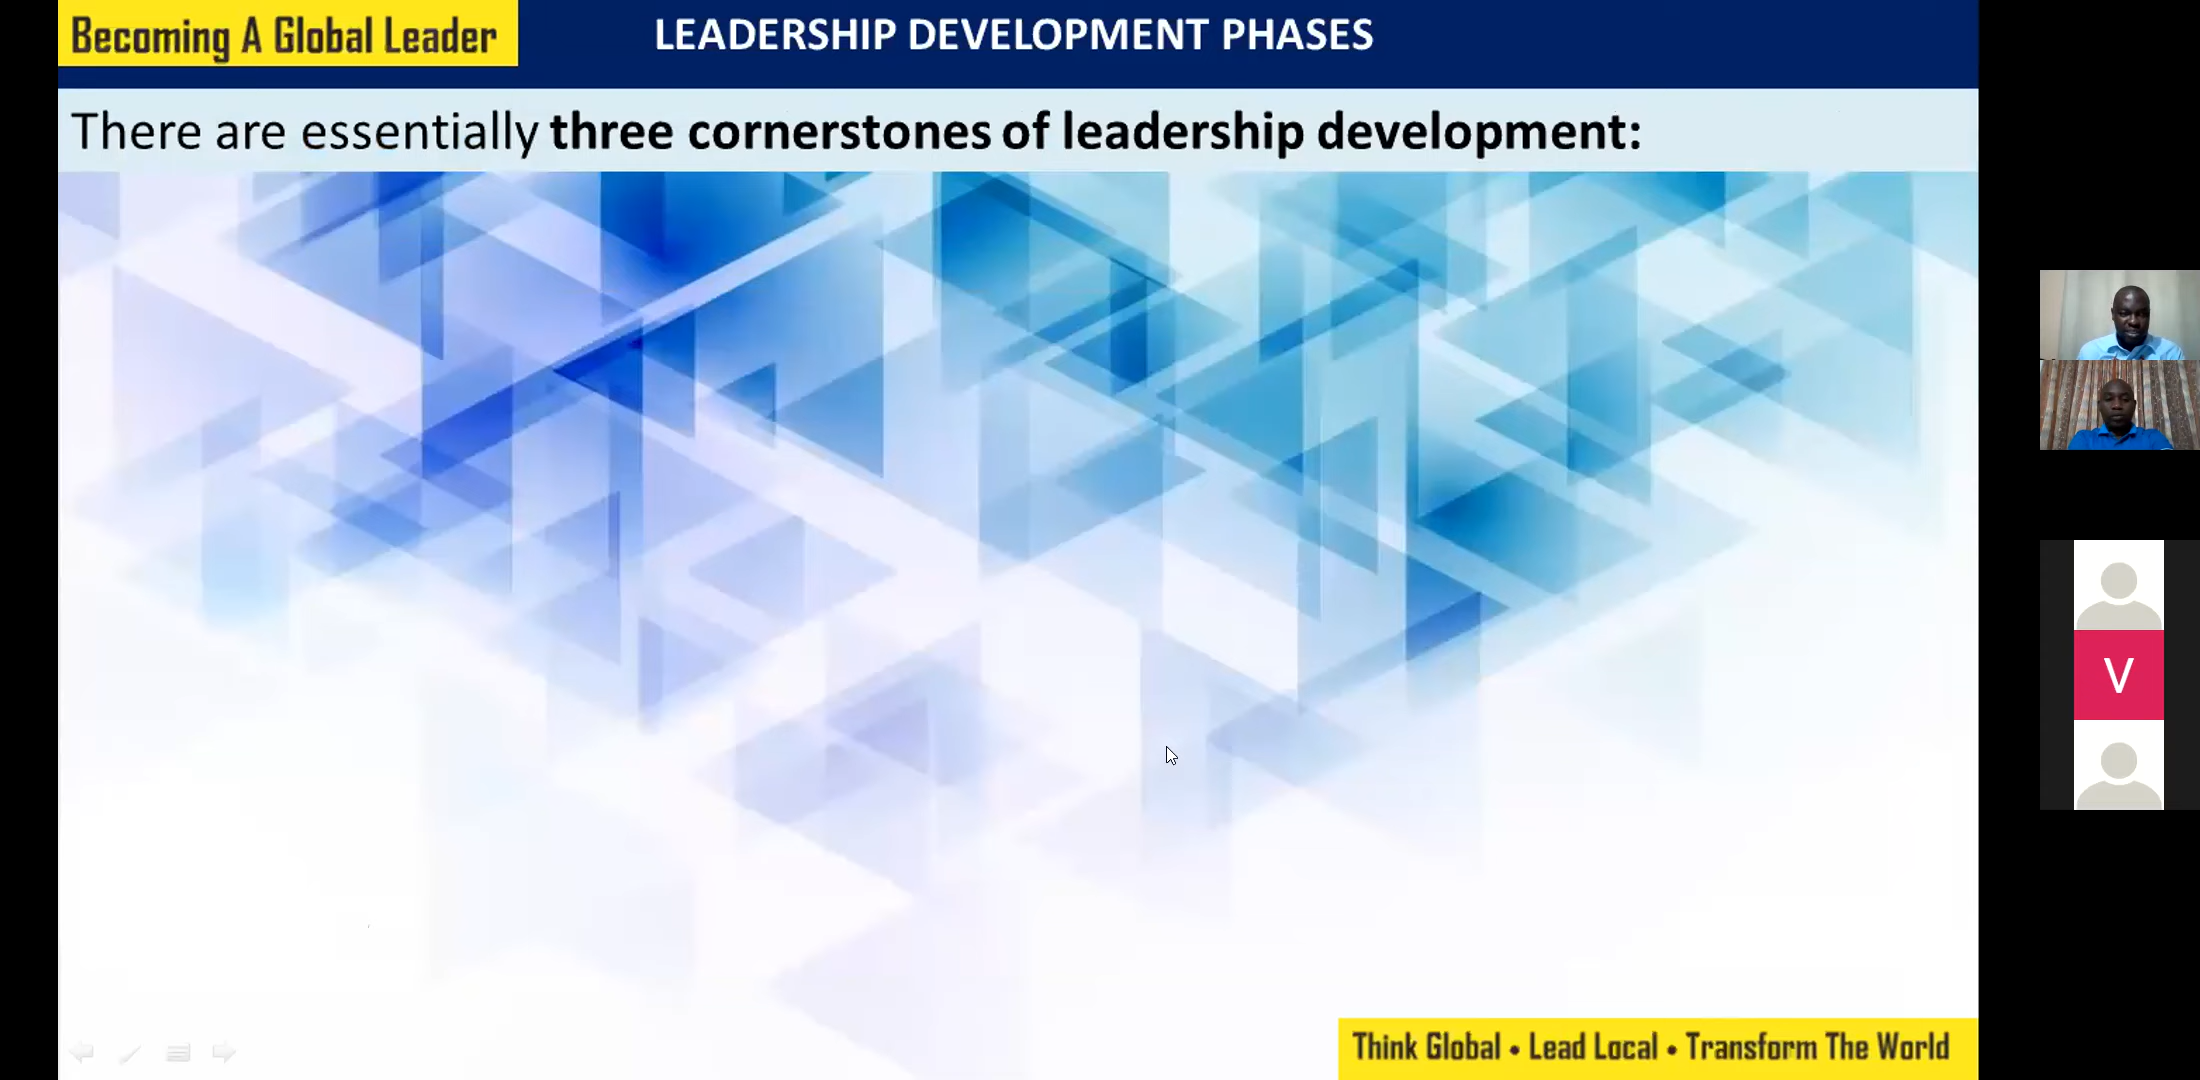 Becoming A Global Leader
LEADERSHIP DEVELOPMENT PHASES
There are essentially three cornerstones of leadership development:
V
Think Global • Lead Local • Transform The World